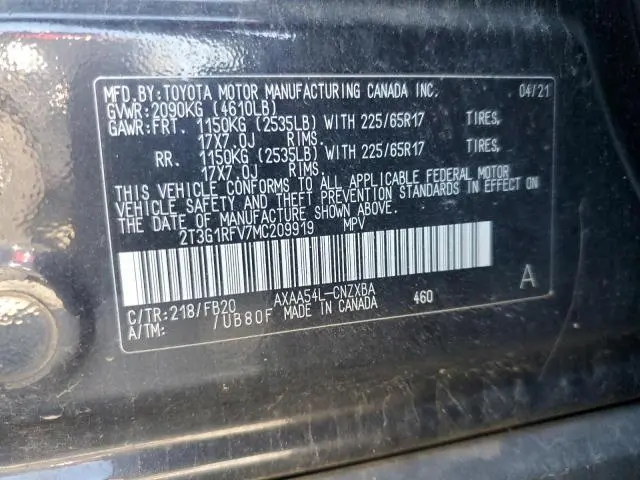 MFD.BY:TOYOTA MOTOR MANUFACTURING CANADA INC. 04/21
GVWR:2090KG (4610LB)
GAWR:FRT. 1150KG (2535LB) WITH 225/65R17 TIRES,
17X7.0J RIMS.
RR. 1150KG (2535LB) WITH 225/65R17 TIRES,
17X7.0J RIMS.
THIS VEHICLE CONFORMS TO ALL APPLICABLE FEDERAL MOTOR
VEHICLE SAFETY AND THEFT PREVENTION STANDARDS IN EFFECT ON
THE DATE OF MANUFACTURE SHOWN ABOVE.
2T3G1RFV7MC209919 MPV
C/TR:218/FB20 AXAA54L-CNZXBA 460 A
A/TM: /UB80F MADE IN CANADA